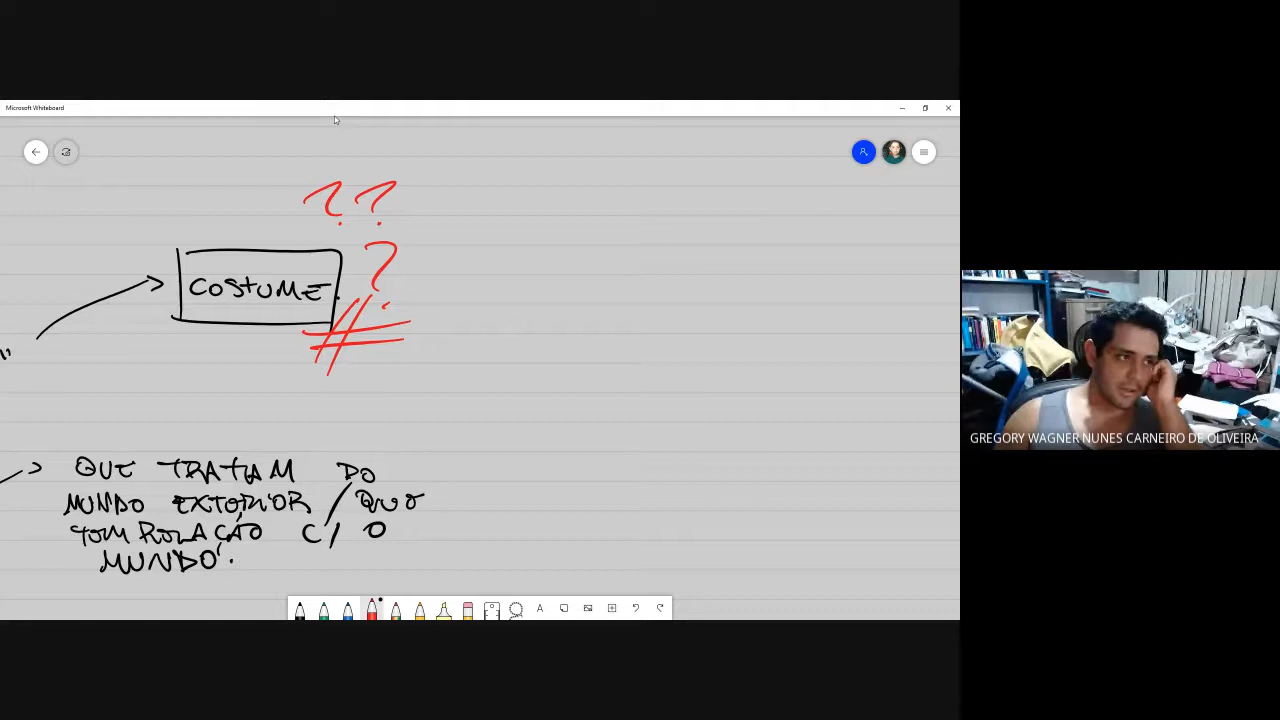 Microsoft Whiteboard
? ?
?
COSTUME
#
"
QUE TRATAM DO
MUNDO EXTERIOR / QUE
TEM RELAÇÃO C/ O
MUNDO.
A
GREGORY WAGNER NUNES CARNEIRO DE OLIVEIRA